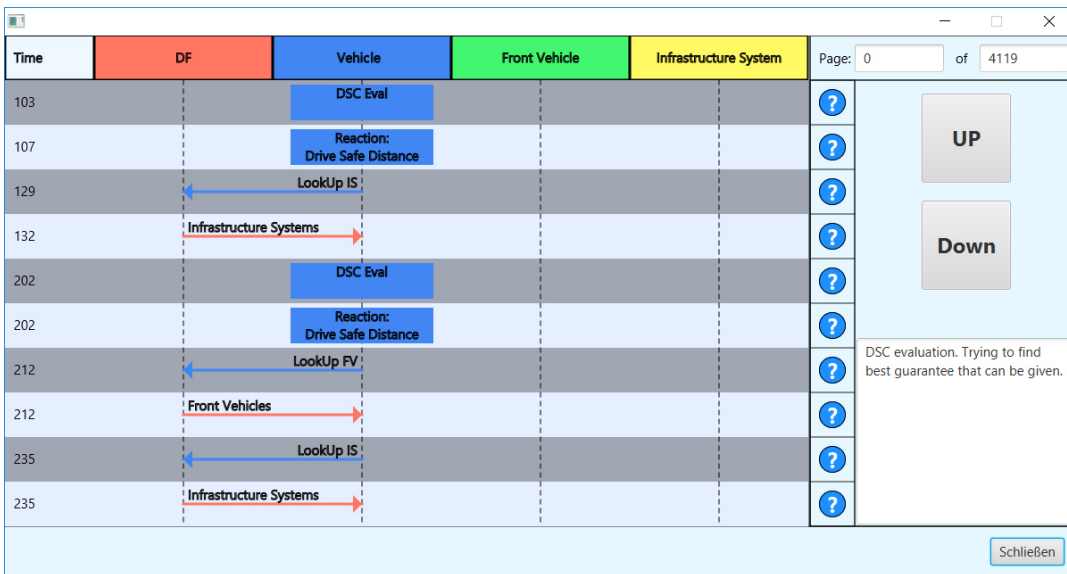 Time DF Vehicle Front Vehicle Infrastructure System Page: 0 of 4119
103 DSC Eval ?
107 Reaction:
Drive Safe Distance ?
129 LookUp IS ?
132 Infrastructure Systems ?
202 DSC Eval ?
202 Reaction:
Drive Safe Distance ?
212 LookUp FV ?
212 Front Vehicles ?
235 LookUp IS ?
235 Infrastructure Systems ?
UP
Down
DSC evaluation. Trying to find
best guarantee that can be given.
Schließen